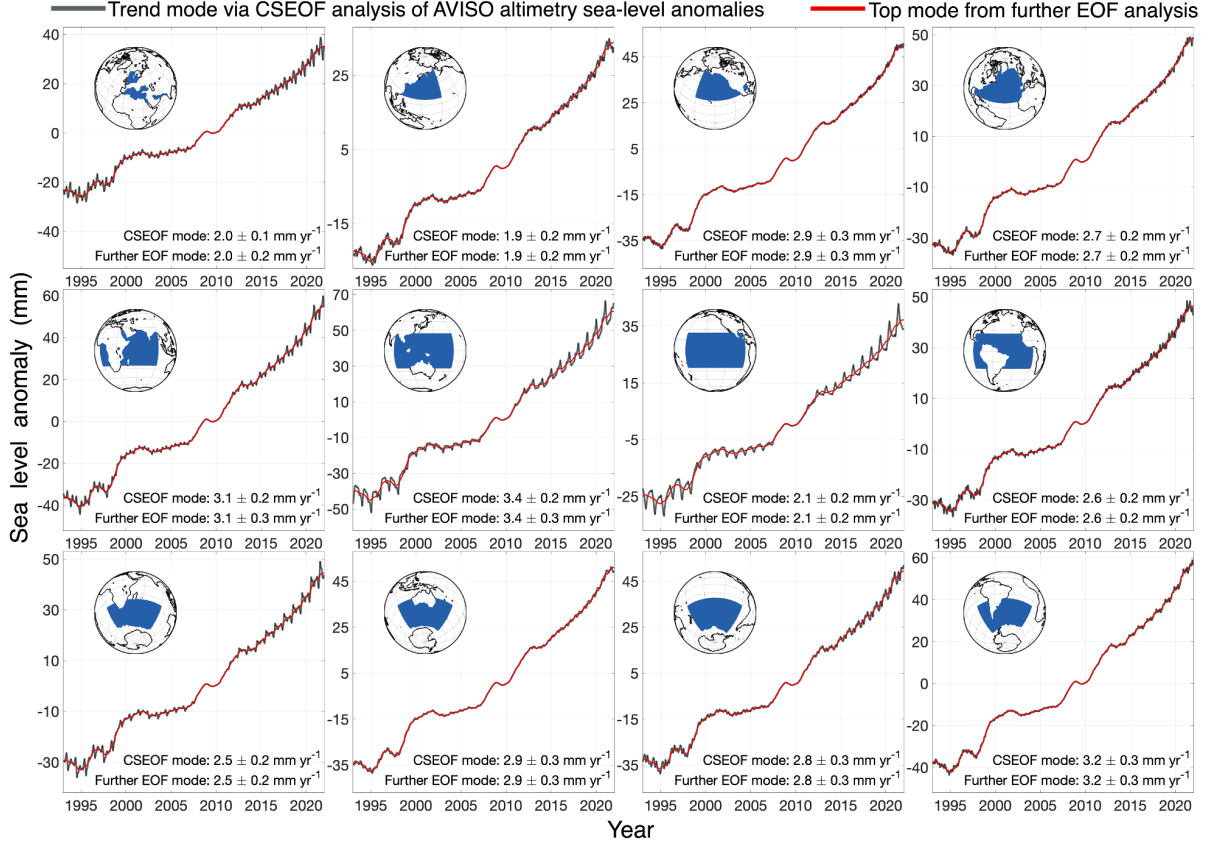 Trend mode via CSEOF analysis of AVISO altimetry sea-level anomalies
Top mode from further EOF analysis
Sea level anomaly (mm)
40
20
0
-20
-40
CSEOF mode: 2.0 ± 0.1 mm yr-1
Further EOF mode: 2.0 ± 0.2 mm yr-1
1995 2000 2005 2010 2015 2020
25
5
-15
CSEOF mode: 1.9 ± 0.2 mm yr-1
Further EOF mode: 1.9 ± 0.2 mm yr-1
1995 2000 2005 2010 2015 2020
45
25
5
-15
-35
CSEOF mode: 2.9 ± 0.3 mm yr-1
Further EOF mode: 2.9 ± 0.3 mm yr-1
1995 2000 2005 2010 2015 2020
50
30
10
-10
-30
CSEOF mode: 2.7 ± 0.2 mm yr-1
Further EOF mode: 2.7 ± 0.2 mm yr-1
1995 2000 2005 2010 2015 2020
60
40
20
0
-20
-40
CSEOF mode: 3.1 ± 0.2 mm yr-1
Further EOF mode: 3.1 ± 0.3 mm yr-1
1995 2000 2005 2010 2015 2020
70
50
30
10
-10
-30
-50
CSEOF mode: 3.4 ± 0.2 mm yr-1
Further EOF mode: 3.4 ± 0.3 mm yr-1
1995 2000 2005 2010 2015 2020
35
15
-5
-25
CSEOF mode: 2.1 ± 0.2 mm yr-1
Further EOF mode: 2.1 ± 0.2 mm yr-1
1995 2000 2005 2010 2015 2020
50
30
10
-10
-30
CSEOF mode: 2.6 ± 0.2 mm yr-1
Further EOF mode: 2.6 ± 0.2 mm yr-1
1995 2000 2005 2010 2015 2020
50
30
10
-10
-30
CSEOF mode: 2.5 ± 0.2 mm yr-1
Further EOF mode: 2.5 ± 0.2 mm yr-1
1995 2000 2005 2010 2015 2020
45
25
5
-15
-35
CSEOF mode: 2.9 ± 0.3 mm yr-1
Further EOF mode: 2.9 ± 0.3 mm yr-1
1995 2000 2005 2010 2015 2020
45
25
5
-15
-35
CSEOF mode: 2.8 ± 0.3 mm yr-1
Further EOF mode: 2.8 ± 0.3 mm yr-1
1995 2000 2005 2010 2015 2020
60
40
20
0
-20
-40
CSEOF mode: 3.2 ± 0.3 mm yr-1
Further EOF mode: 3.2 ± 0.3 mm yr-1
1995 2000 2005 2010 2015 2020
Year